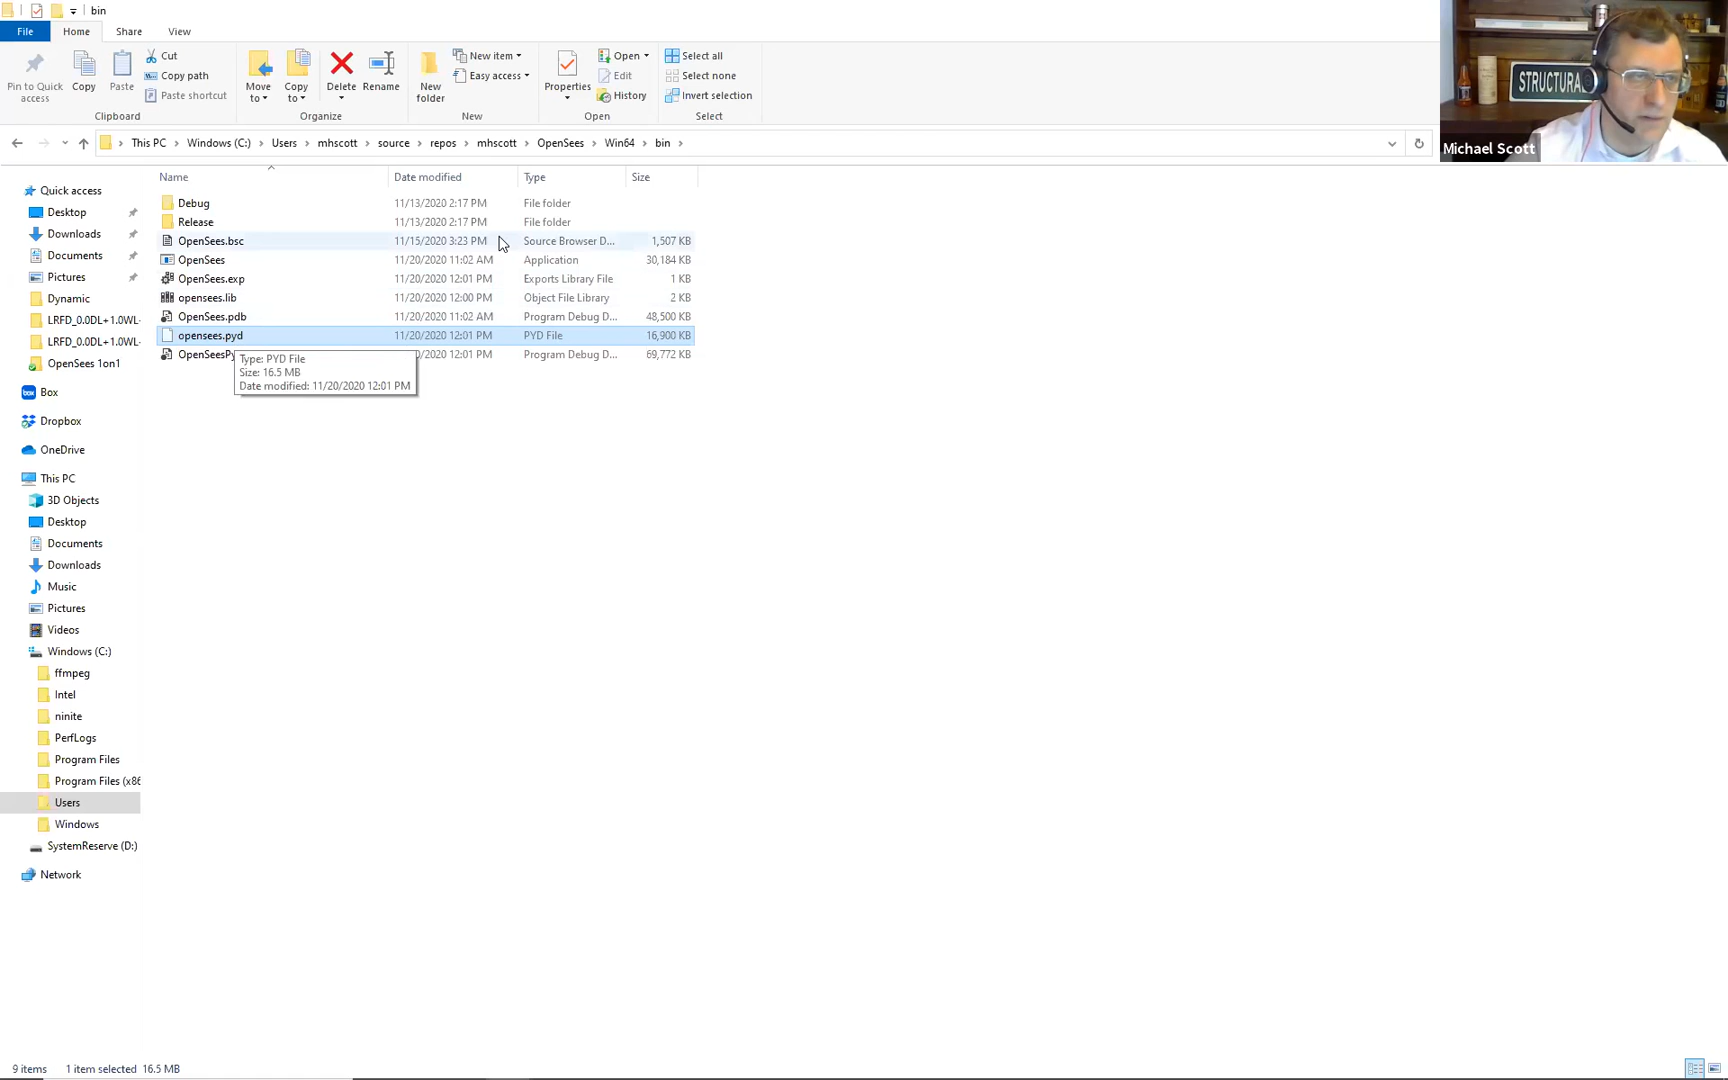 bin
File Home Share View
Pin to Quick access
Copy
Paste
Cut
Copy path
Paste shortcut
Clipboard
Move to
Copy to
Delete
Rename
Organize
New folder
New item
Easy access
New
Properties
Open
Edit
History
Open
Select all
Select none
Invert selection
Select
STRUCTURAL
Michael Scott
This PC > Windows (C:) > Users > mhscott > source > repos > mhscott > OpenSees > Win64 > bin >
Name Date modified Type Size
Debug 11/13/2020 2:17 PM File folder
Release 11/13/2020 2:17 PM File folder
OpenSees.bsc 11/15/2020 3:23 PM Source Browser D... 1,507 KB
OpenSees 11/20/2020 11:02 AM Application 30,184 KB
OpenSees.exp 11/20/2020 12:01 PM Exports Library File 1 KB
opensees.lib 11/20/2020 12:00 PM Object File Library 2 KB
OpenSees.pdb 11/20/2020 11:02 AM Program Debug D... 48,500 KB
opensees.pyd 11/20/2020 12:01 PM PYD File 16,900 KB
OpenSeesPy 0/2020 12:01 PM Program Debug D... 69,772 KB
Type: PYD File
Size: 16.5 MB
Date modified: 11/20/2020 12:01 PM
Quick access
Desktop
Downloads
Documents
Pictures
Dynamic
LRFD_0.0DL+1.0WL-
LRFD_0.0DL+1.0WL-
OpenSees 1on1
Box
Dropbox
OneDrive
This PC
3D Objects
Desktop
Documents
Downloads
Music
Pictures
Videos
Windows (C:)
ffmpeg
Intel
ninite
PerfLogs
Program Files
Program Files (x86
Users
Windows
SystemReserve (D:)
Network
9 items 1 item selected 16.5 MB